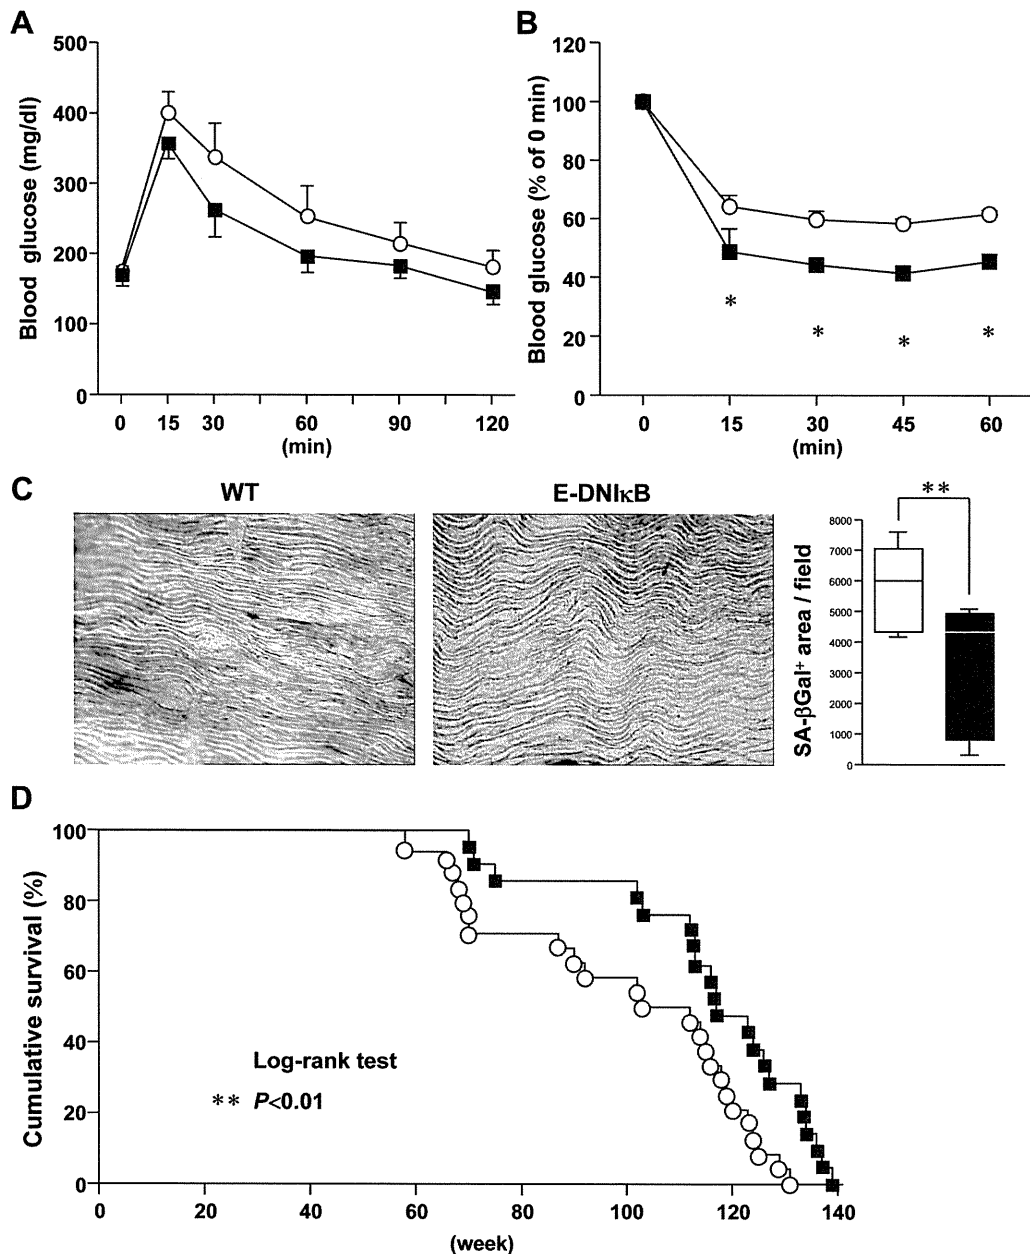 A
Blood glucose (mg/dl)
500
400
300
200
100
0
0 15 30 60 90 120
(min)
B
Blood glucose (% of 0 min)
120
100
80
60
40
20
0
* * * *
0 15 30 45 60
(min)
C
WT
E-DNIκB
**
SA-βGal⁺ area / field
8000
7000
6000
5000
4000
3000
2000
1000
0
D
Cumulative survival (%)
100
80
60
40
20
0
Log-rank test
** P<0.01
0 20 40 60 80 100 120 140
(week)